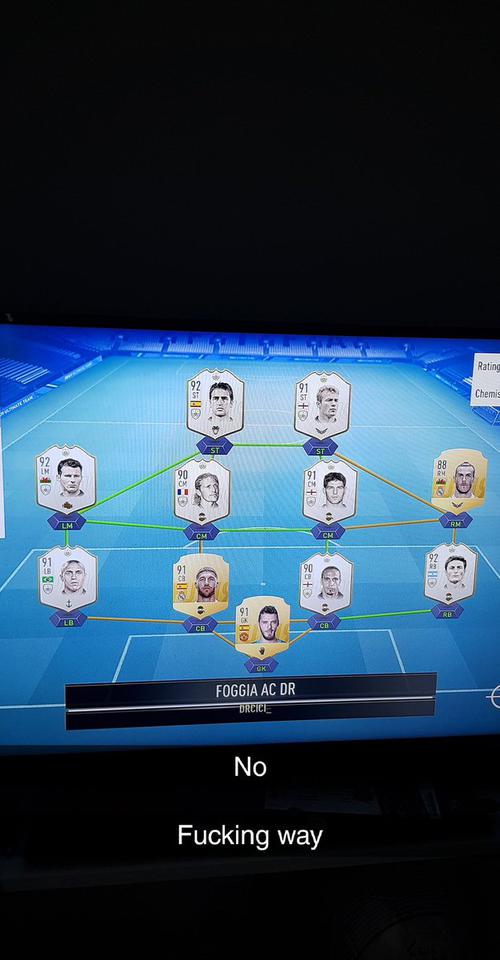 Rating
Chemis
92
ST
91
ST
92
LM
90
CM
91
CM
88
RM
91
LB
91
CB
90
CB
92
RB
91
GK
ST
ST
LM
CM
CM
RM
LB
CB
CB
RB
GK
FOGGIA AC DR
DRCICI_
No
Fucking way